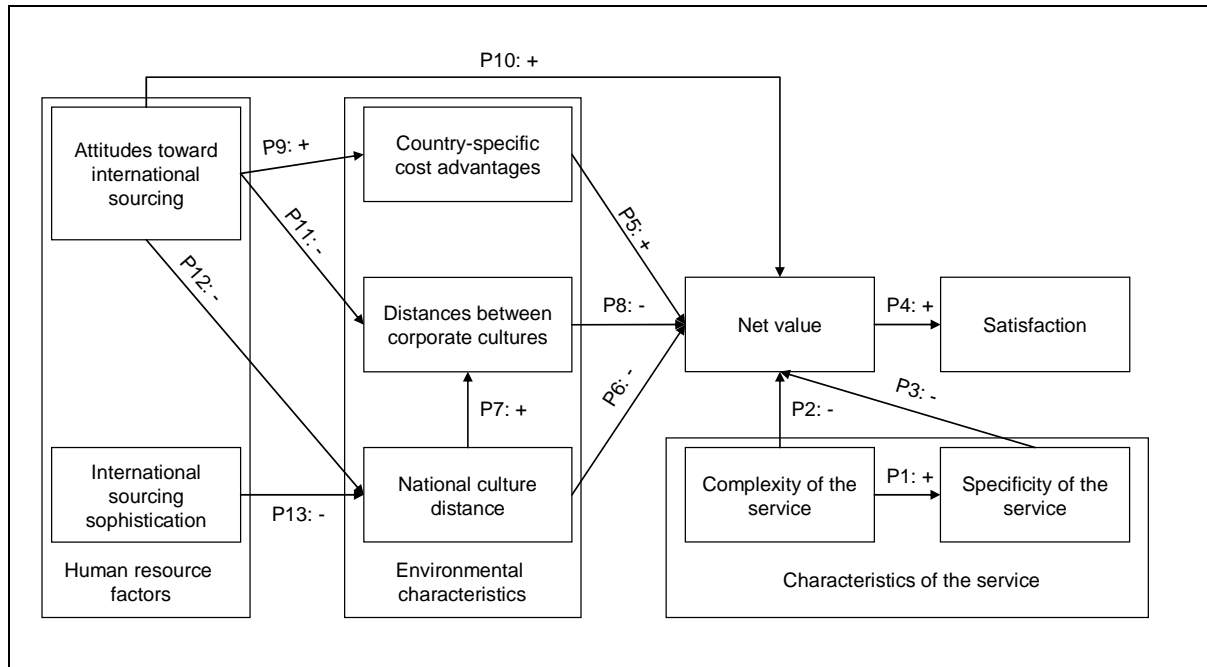 P10: +
Attitudes toward
international
sourcing
P9: +
Country-specific
cost advantages
P11: -
P5: +
P12: -
Distances between
corporate cultures
P8: -
Net value
P4: +
Satisfaction
P7: +
P6: -
P2: -
P3: -
International
sourcing
sophistication
P13: -
National culture
distance
Complexity of the
service
P1: +
Specificity of the
service
Human resource
factors
Environmental
characteristics
Characteristics of the service